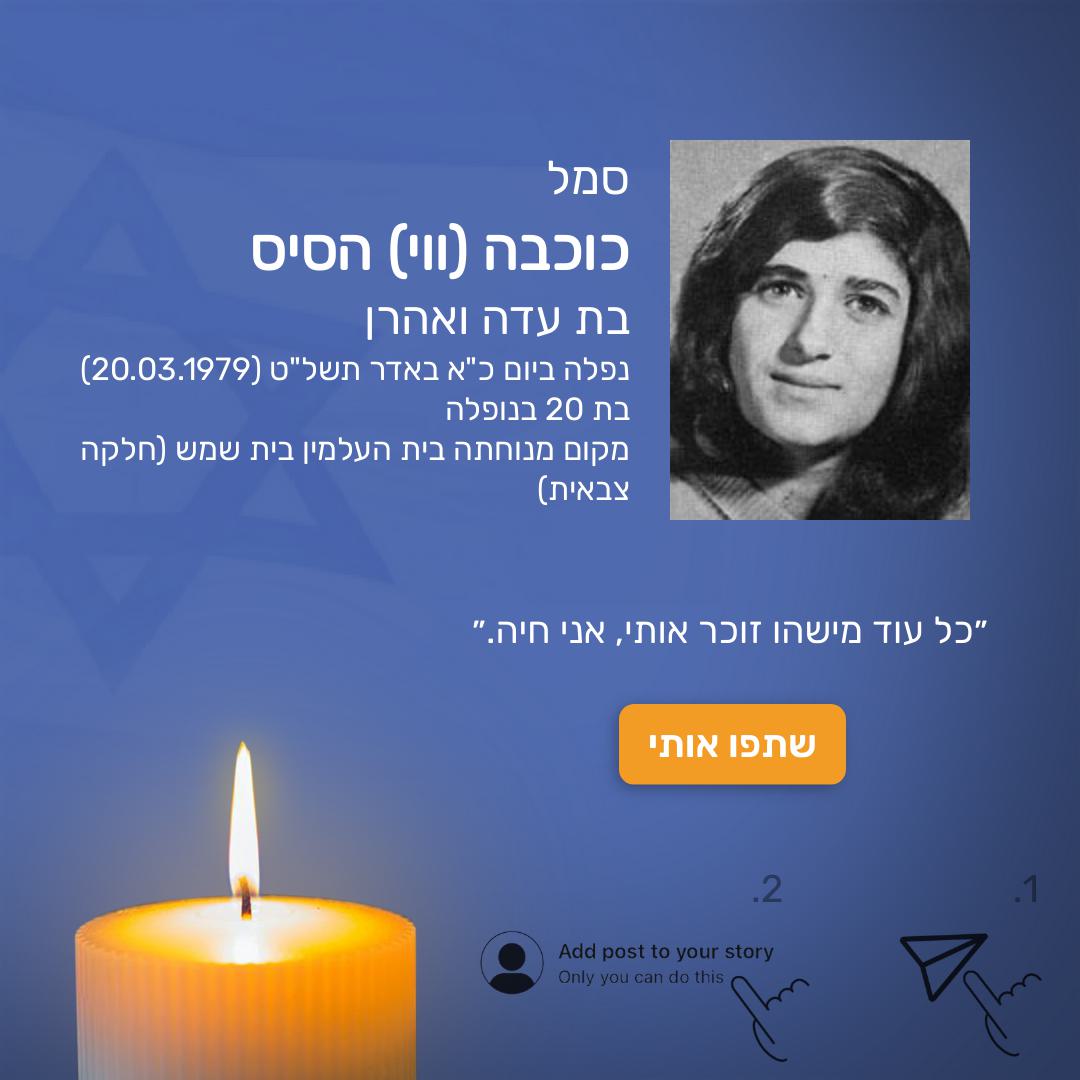 סמל
כוכבה (ווי) הסיס
בת עדה ואהרן
נפלה ביום כ"א באדר תשל"ט (20.03.1979)
בת 20 בנופלה
מקום מנוחתה בית העלמין בית שמש (חלקה
צבאית)
״כל עוד מישהו זוכר אותי, אני חיה.״
שתפו אותי
1.
2.
Add post to your story
Only you can do this